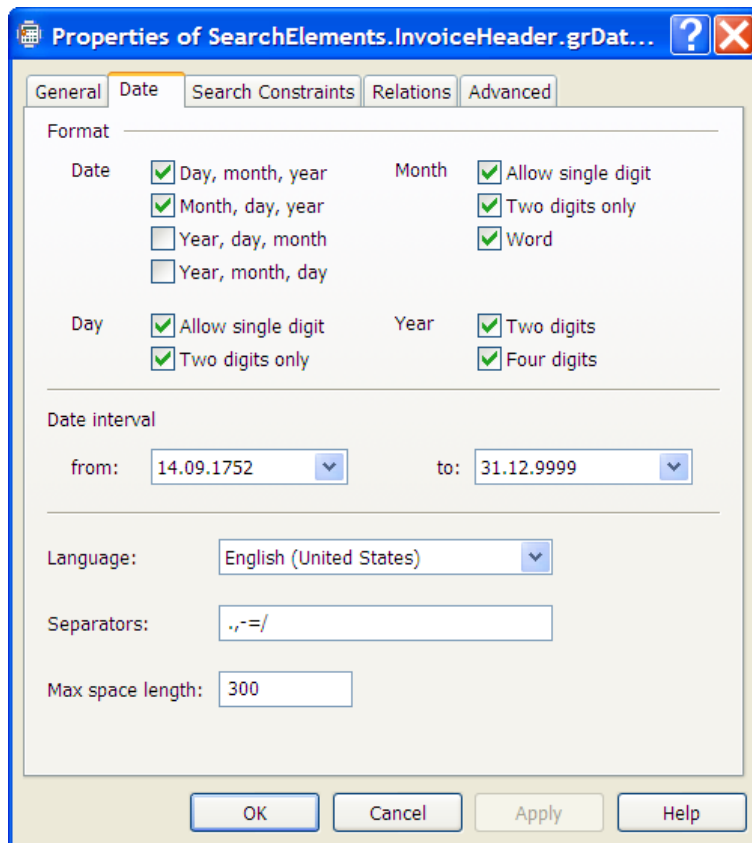 Properties of SearchElements.InvoiceHeader.grDat...
General Date Search Constraints Relations Advanced
Format
Date Day, month, year Month Allow single digit
Month, day, year Two digits only
Year, day, month Word
Year, month, day
Day Allow single digit Year Two digits
Two digits only Four digits
Date interval
from: 14.09.1752 to: 31.12.9999
Language: English (United States)
Separators: .,-=/
Max space length: 300
OK Cancel Apply Help